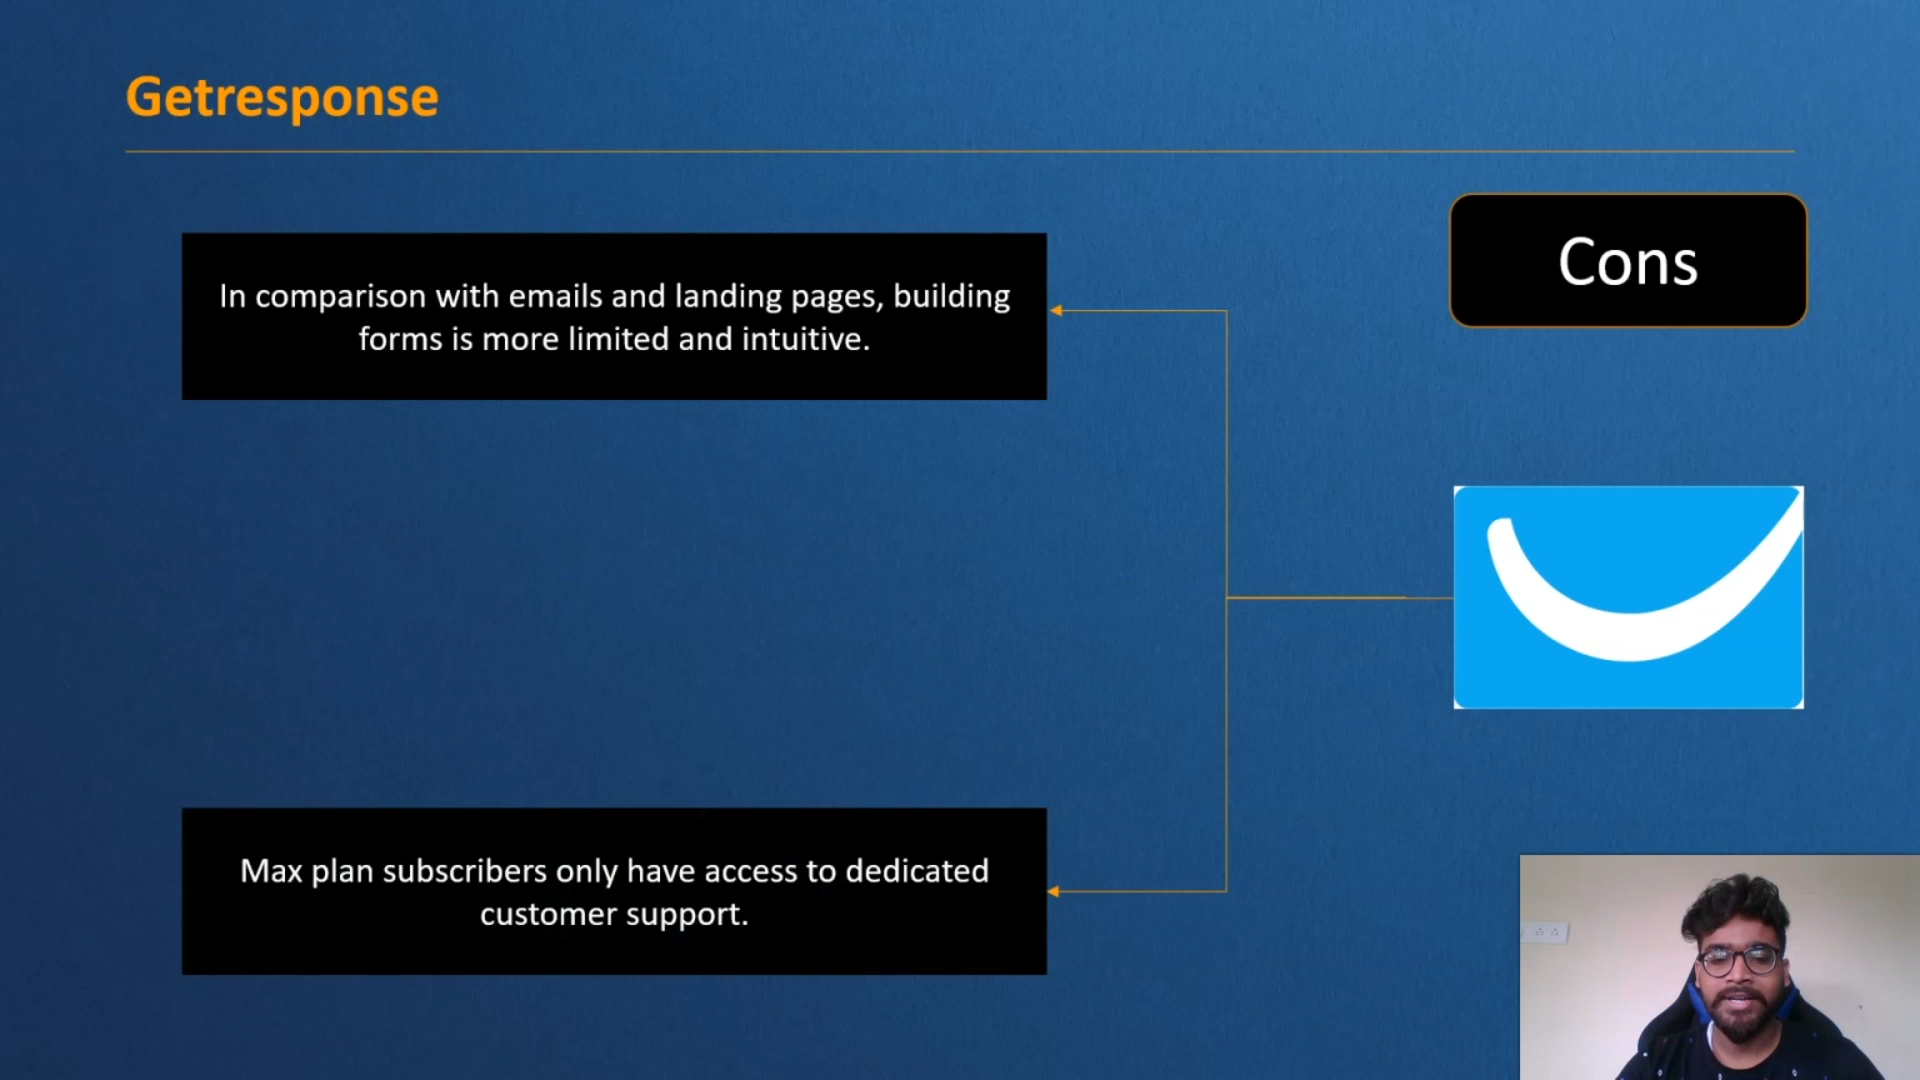 Getresponse
Cons
In comparison with emails and landing pages, building
forms is more limited and intuitive.
Max plan subscribers only have access to dedicated
customer support.